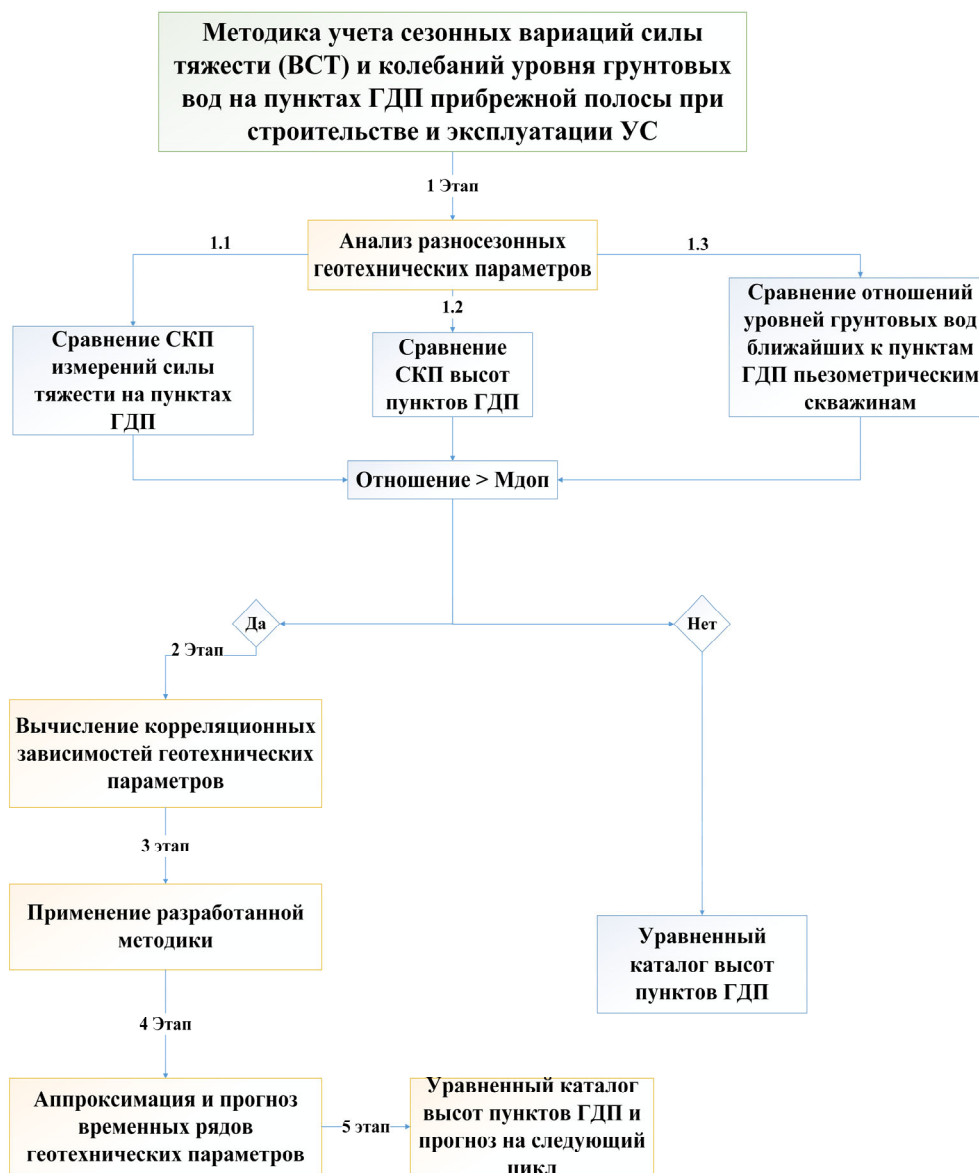 Методика учета сезонных вариаций силы
тяжести (ВСТ) и колебаний уровня грунтовых
вод на пунктах ГДП прибрежной полосы при
строительстве и эксплуатации УС
1 Этап
Анализ разносезонных
геотехнических параметров
1.1
1.2
1.3
Сравнение СКП
измерений силы
тяжести на пунктах
ГДП
Сравнение
СКП высот
пунктов ГДП
Сравнение отношений
уровней грунтовых вод
ближайших к пунктам
ГДП пьезометрическим
скважинам
Отношение > Мдоп
Да
Нет
2 Этап
Вычисление корреляционных
зависимостей геотехнических
параметров
3 этап
Применение разработанной
методики
Уравненный
каталог высот
пунктов ГДП
4 Этап
Аппроксимация и прогноз
временных рядов
геотехнических параметров
5 этап
Уравненный каталог
высот пунктов ГДП и
прогноз на следующий
цикл